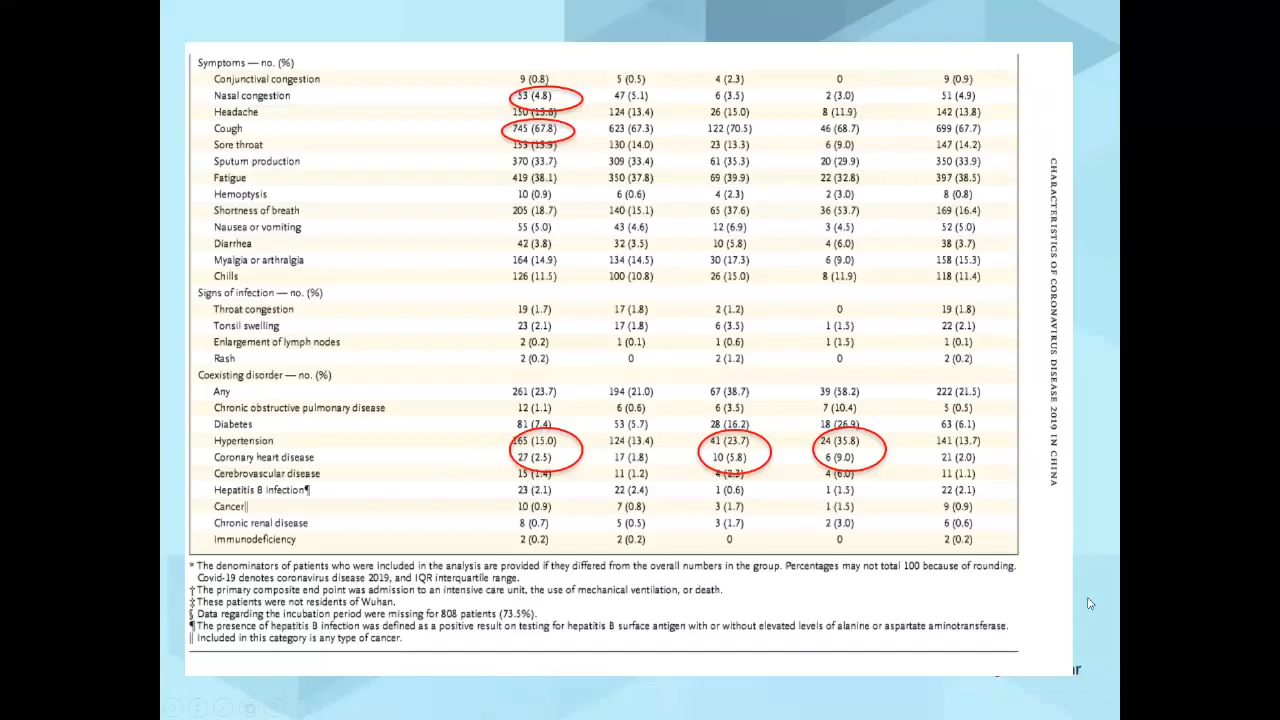 Symptoms — no. (%)
Conjunctival congestion 9 (0.8) 5 (0.5) 4 (2.3) 0 9 (0.9)
Nasal congestion 53 (4.8) 47 (5.1) 6 (3.5) 2 (3.0) 51 (4.9)
Headache 150 (13.6) 124 (13.4) 26 (15.0) 8 (11.9) 142 (13.8)
Cough 745 (67.8) 623 (67.3) 122 (70.5) 46 (68.7) 699 (67.7)
Sore throat 153 (13.9) 130 (14.0) 23 (13.3) 6 (9.0) 147 (14.2)
Sputum production 370 (33.7) 309 (33.4) 61 (35.3) 20 (29.9) 350 (33.9)
Fatigue 419 (38.1) 350 (37.8) 69 (39.9) 22 (32.8) 397 (38.5)
Hemoptysis 10 (0.9) 6 (0.6) 4 (2.3) 2 (3.0) 8 (0.8)
Shortness of breath 205 (18.7) 140 (15.1) 65 (37.6) 36 (53.7) 169 (16.4)
Nausea or vomiting 55 (5.0) 43 (4.6) 12 (6.9) 3 (4.5) 52 (5.0)
Diarrhea 42 (3.8) 32 (3.5) 10 (5.8) 4 (6.0) 38 (3.7)
Myalgia or arthralgia 164 (14.9) 134 (14.5) 30 (17.3) 6 (9.0) 158 (15.3)
Chills 126 (11.5) 100 (10.8) 26 (15.0) 8 (11.9) 118 (11.4)
Signs of infection — no. (%)
Throat congestion 19 (1.7) 17 (1.8) 2 (1.2) 0 19 (1.8)
Tonsil swelling 23 (2.1) 17 (1.8) 6 (3.5) 1 (1.5) 22 (2.1)
Enlargement of lymph nodes 2 (0.2) 1 (0.1) 1 (0.6) 1 (1.5) 1 (0.1)
Rash 2 (0.2) 0 2 (1.2) 0 2 (0.2)
Coexisting disorder — no. (%)
Any 261 (23.7) 194 (21.0) 67 (38.7) 39 (58.2) 222 (21.5)
Chronic obstructive pulmonary disease 12 (1.1) 6 (0.6) 6 (3.5) 7 (10.4) 5 (0.5)
Diabetes 81 (7.4) 53 (5.7) 28 (16.2) 18 (26.9) 63 (6.1)
Hypertension 165 (15.0) 124 (13.4) 41 (23.7) 24 (35.8) 141 (13.7)
Coronary heart disease 27 (2.5) 17 (1.8) 10 (5.8) 6 (9.0) 21 (2.0)
Cerebrovascular disease 15 (1.4) 11 (1.2) 4 (2.3) 4 (6.0) 11 (1.1)
Hepatitis B infection¶ 23 (2.1) 22 (2.4) 1 (0.6) 1 (1.5) 22 (2.1)
Cancer‖ 10 (0.9) 7 (0.8) 3 (1.7) 1 (1.5) 9 (0.9)
Chronic renal disease 8 (0.7) 5 (0.5) 3 (1.7) 2 (3.0) 6 (0.6)
Immunodeficiency 2 (0.2) 2 (0.2) 0 0 2 (0.2)
* The denominators of patients who were included in the analysis are provided if they differed from the overall numbers in the group. Percentages may not total 100 because of rounding.
Covid-19 denotes coronavirus disease 2019, and IQR interquartile range.
† The primary composite end point was admission to an intensive care unit, the use of mechanical ventilation, or death.
‡ These patients were not residents of Wuhan.
§ Data regarding the incubation period were missing for 808 patients (73.5%).
¶ The presence of hepatitis B infection was defined as a positive result on testing for hepatitis B surface antigen with or without elevated levels of alanine or aspartate aminotransferase.
‖ Included in this category is any type of cancer.
CHARACTERISTICS OF CORONAVIRUS DISEASE 2019 IN CHINA